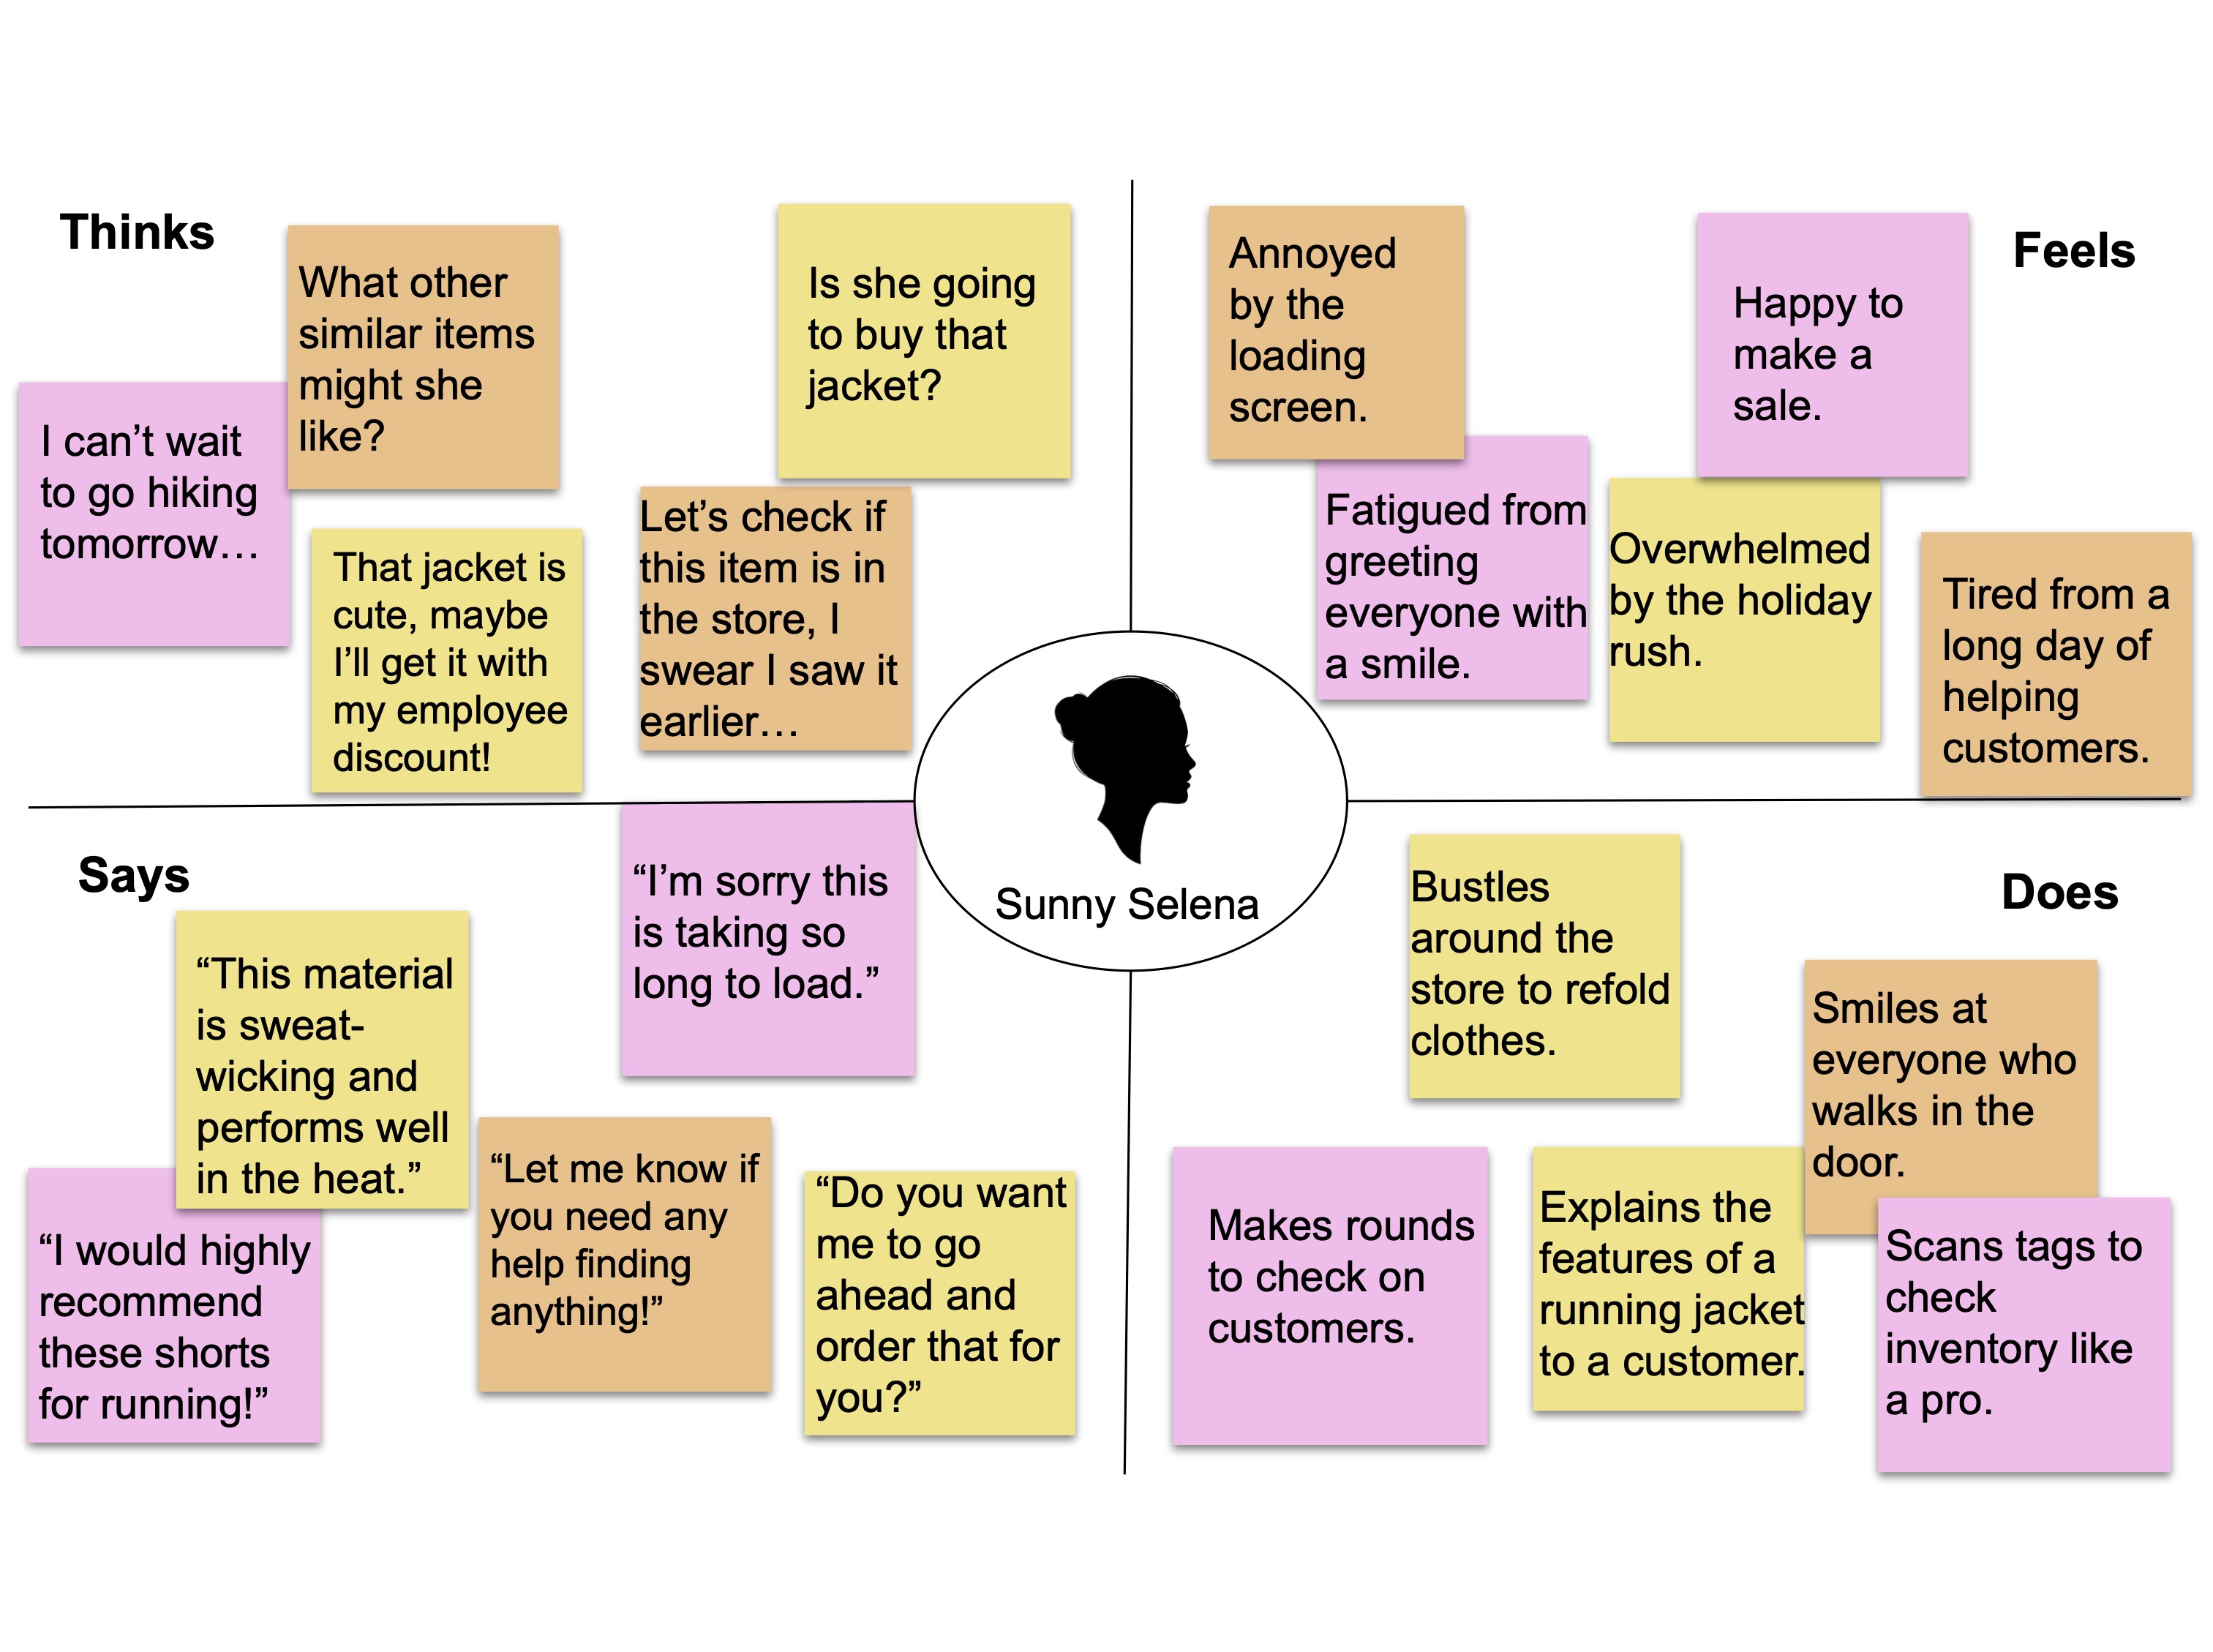 Thinks
What other
similar items
might she
like?
Is she going
to buy that
jacket?
I can’t wait
to go hiking
tomorrow…
That jacket is
cute, maybe
I’ll get it with
my employee
discount!
Let’s check if
this item is in
the store, I
swear I saw it
earlier…
Feels
Annoyed
by the
loading
screen.
Happy to
make a
sale.
Fatigued from
greeting
everyone with
a smile.
Overwhelmed
by the holiday
rush.
Tired from a
long day of
helping
customers.
Sunny Selena
Says
“I’m sorry this
is taking so
long to load.”
“This material
is sweat-
wicking and
performs well
in the heat.”
“I would highly
recommend
these shorts
for running!”
“Let me know if
you need any
help finding
anything!”
“Do you want
me to go
ahead and
order that for
you?”
Does
Bustles
around the
store to refold
clothes.
Smiles at
everyone who
walks in the
door.
Makes rounds
to check on
customers.
Explains the
features of a
running jacket
to a customer.
Scans tags to
check
inventory like
a pro.